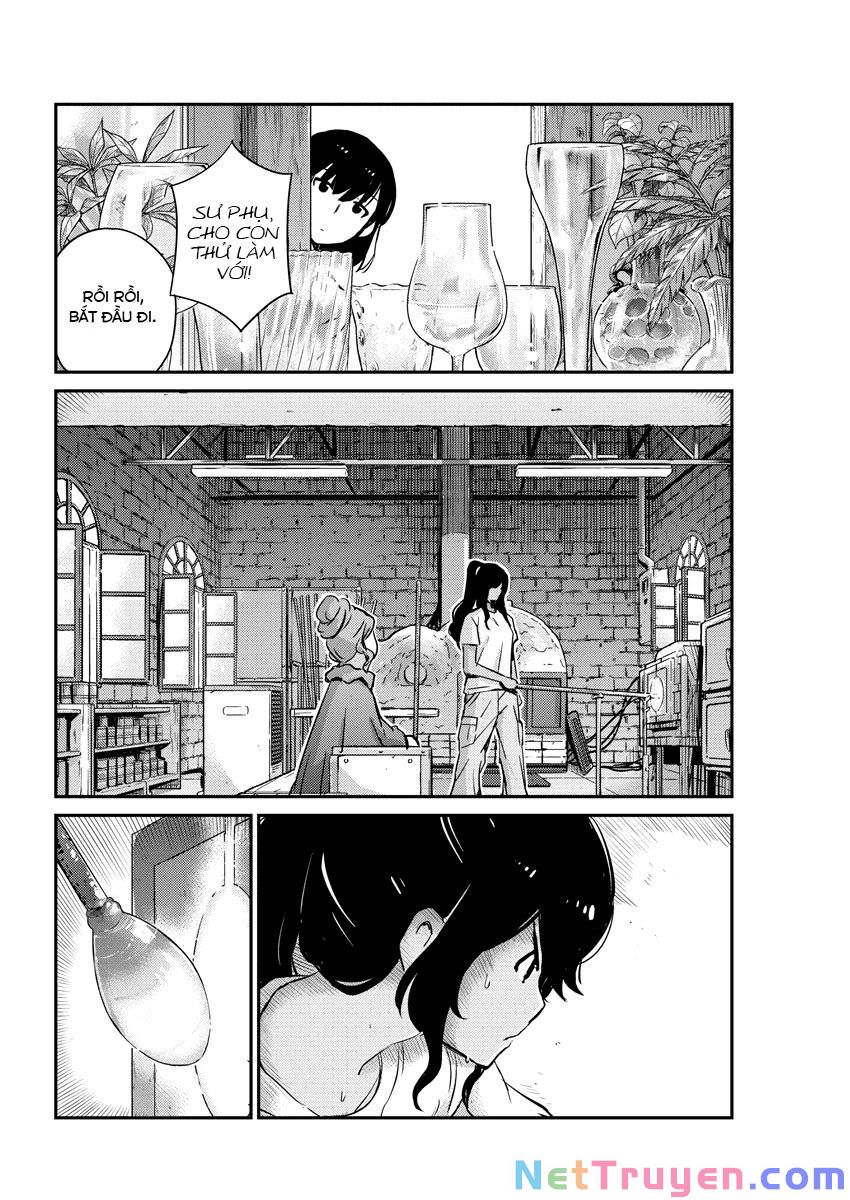 SƯ PHỤ,
CHO CON
THỬ LÀM
VỚI!!
RỒI RỒI,
BẮT ĐẦU ĐI.
NetTruyen.com